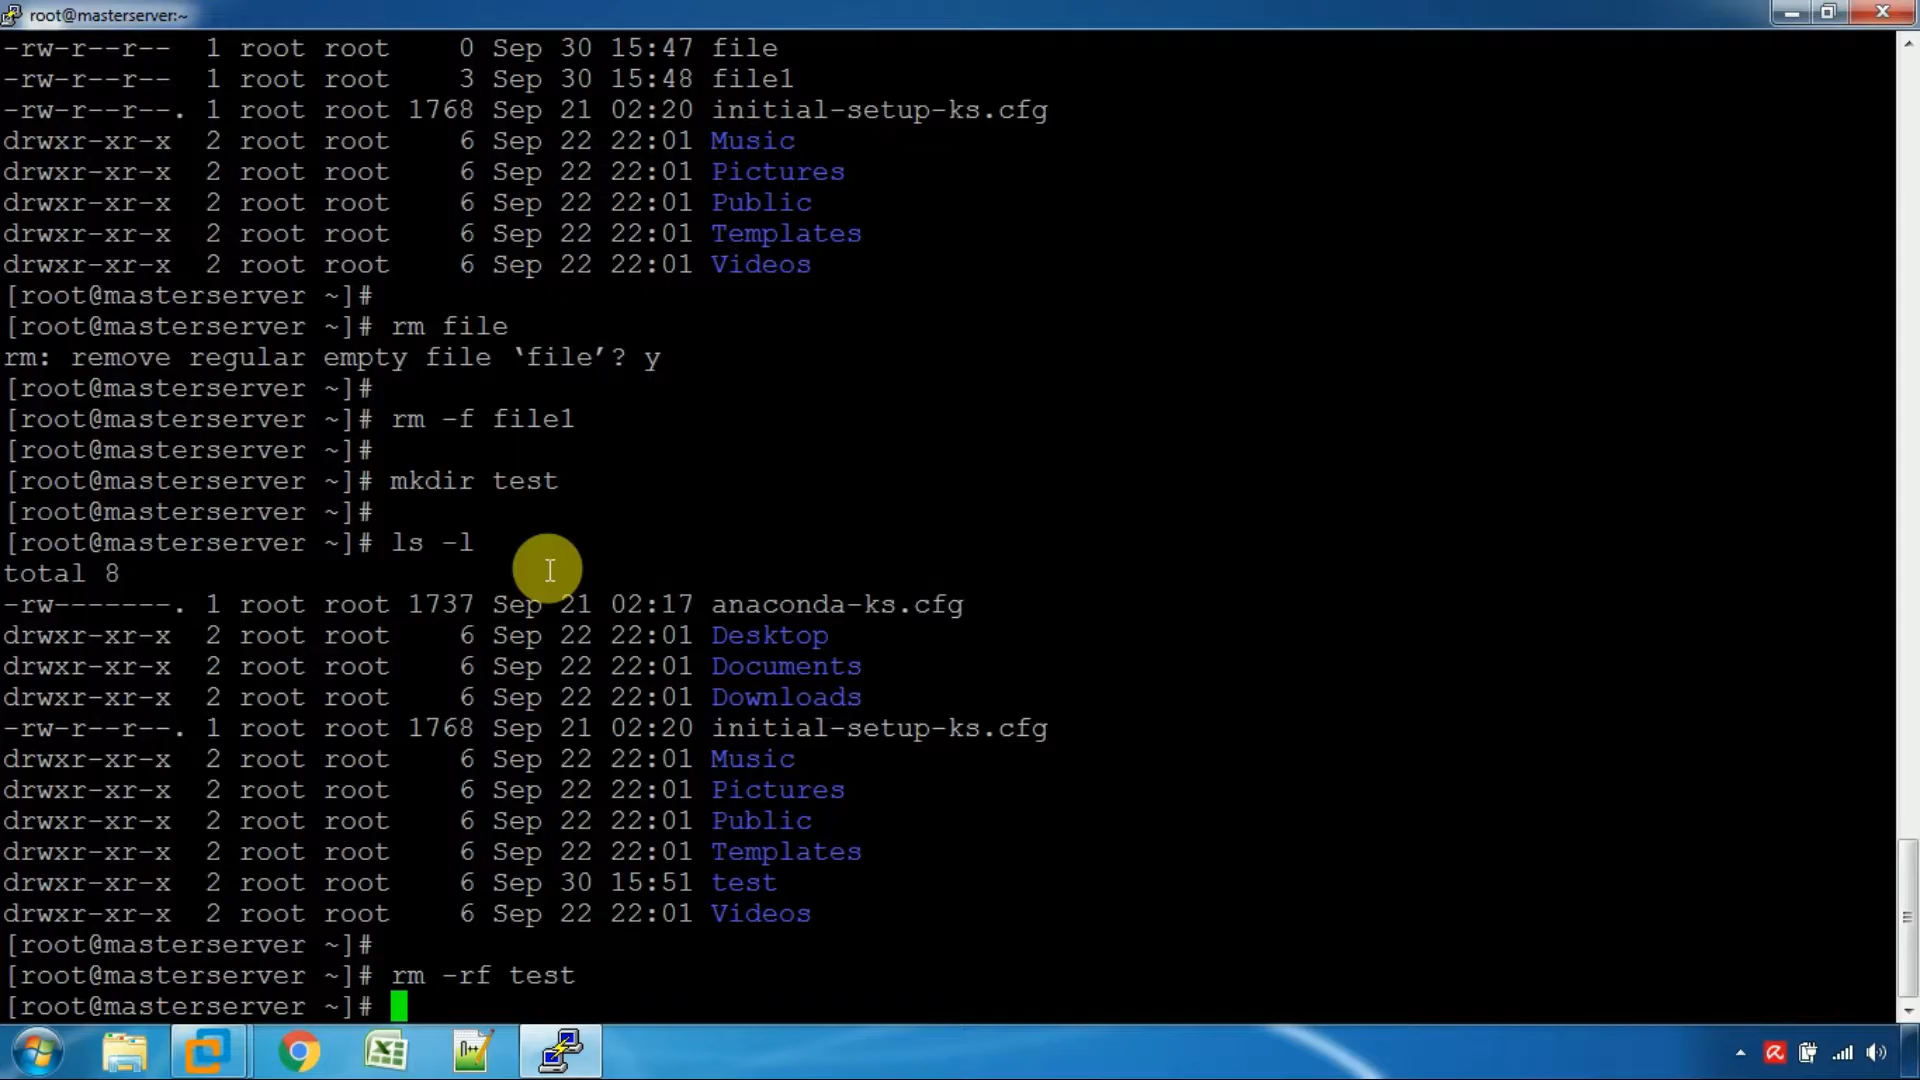 root@masterserver:~
-rw-r--r-- 1 root root 0 Sep 30 15:47 file
-rw-r--r-- 1 root root 3 Sep 30 15:48 file1
-rw-r--r--. 1 root root 1768 Sep 21 02:20 initial-setup-ks.cfg
drwxr-xr-x 2 root root 6 Sep 22 22:01 Music
drwxr-xr-x 2 root root 6 Sep 22 22:01 Pictures
drwxr-xr-x 2 root root 6 Sep 22 22:01 Public
drwxr-xr-x 2 root root 6 Sep 22 22:01 Templates
drwxr-xr-x 2 root root 6 Sep 22 22:01 Videos
[root@masterserver ~]#
[root@masterserver ~]# rm file
rm: remove regular empty file ‘file’? y
[root@masterserver ~]#
[root@masterserver ~]# rm -f file1
[root@masterserver ~]#
[root@masterserver ~]# mkdir test
[root@masterserver ~]#
[root@masterserver ~]# ls -l
total 8
-rw-------. 1 root root 1737 Sep 21 02:17 anaconda-ks.cfg
drwxr-xr-x 2 root root 6 Sep 22 22:01 Desktop
drwxr-xr-x 2 root root 6 Sep 22 22:01 Documents
drwxr-xr-x 2 root root 6 Sep 22 22:01 Downloads
-rw-r--r--. 1 root root 1768 Sep 21 02:20 initial-setup-ks.cfg
drwxr-xr-x 2 root root 6 Sep 22 22:01 Music
drwxr-xr-x 2 root root 6 Sep 22 22:01 Pictures
drwxr-xr-x 2 root root 6 Sep 22 22:01 Public
drwxr-xr-x 2 root root 6 Sep 22 22:01 Templates
drwxr-xr-x 2 root root 6 Sep 30 15:51 test
drwxr-xr-x 2 root root 6 Sep 22 22:01 Videos
[root@masterserver ~]#
[root@masterserver ~]# rm -rf test
[root@masterserver ~]#